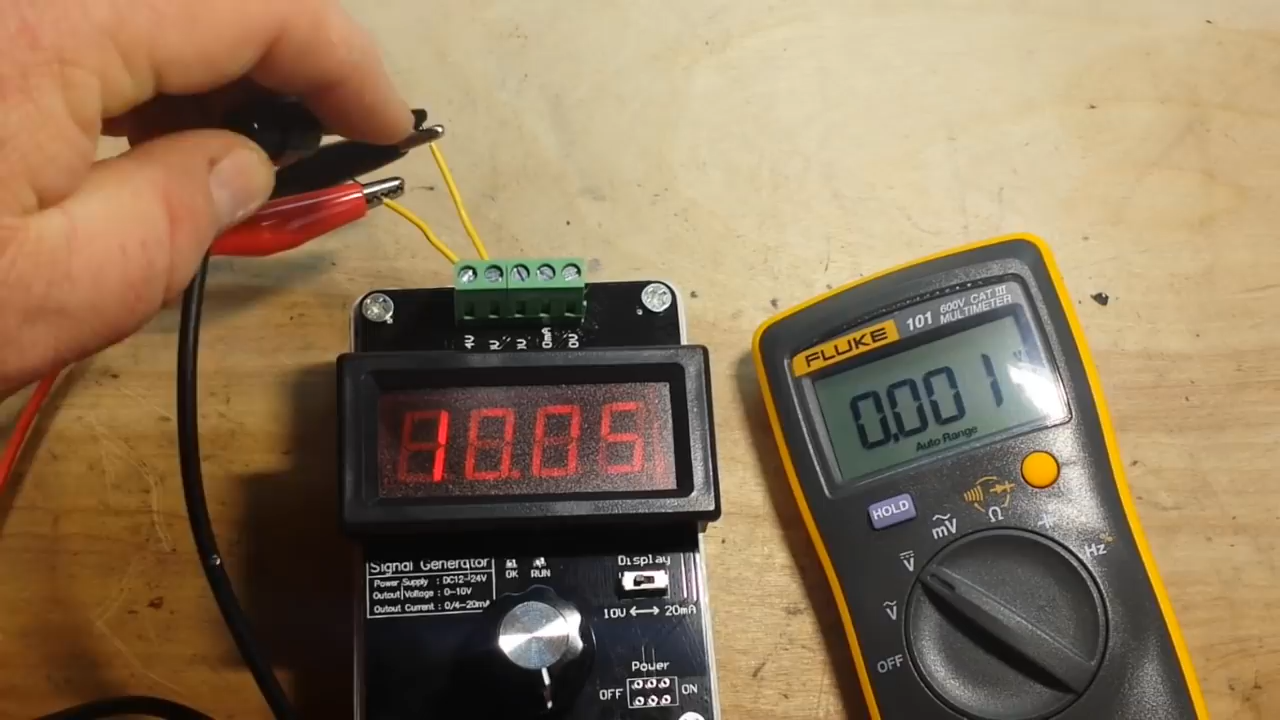 10.05
Signal Generator
Power Supply : DC12-24V
Output Voltage : 0-10V
Output Current : 0/4-20mA
OK RUN
Display
10V ←→ 20mA
Power
OFF ON
FLUKE 101 600V CAT III
MULTIMETER
0.001 V
Auto Range
HOLD
mV
Ω
Hz%
V
V
OFF